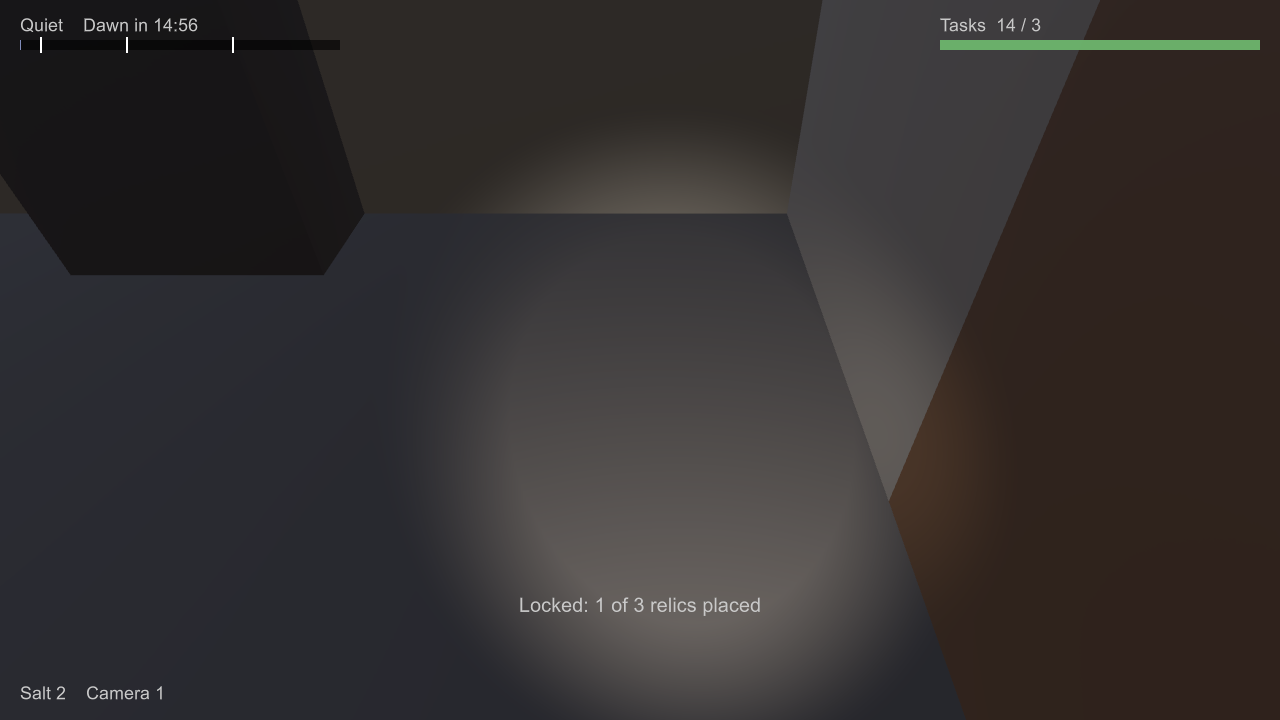 Quiet Dawn in 14:56
Tasks 14 / 3
Locked: 1 of 3 relics placed
Salt 2 Camera 1